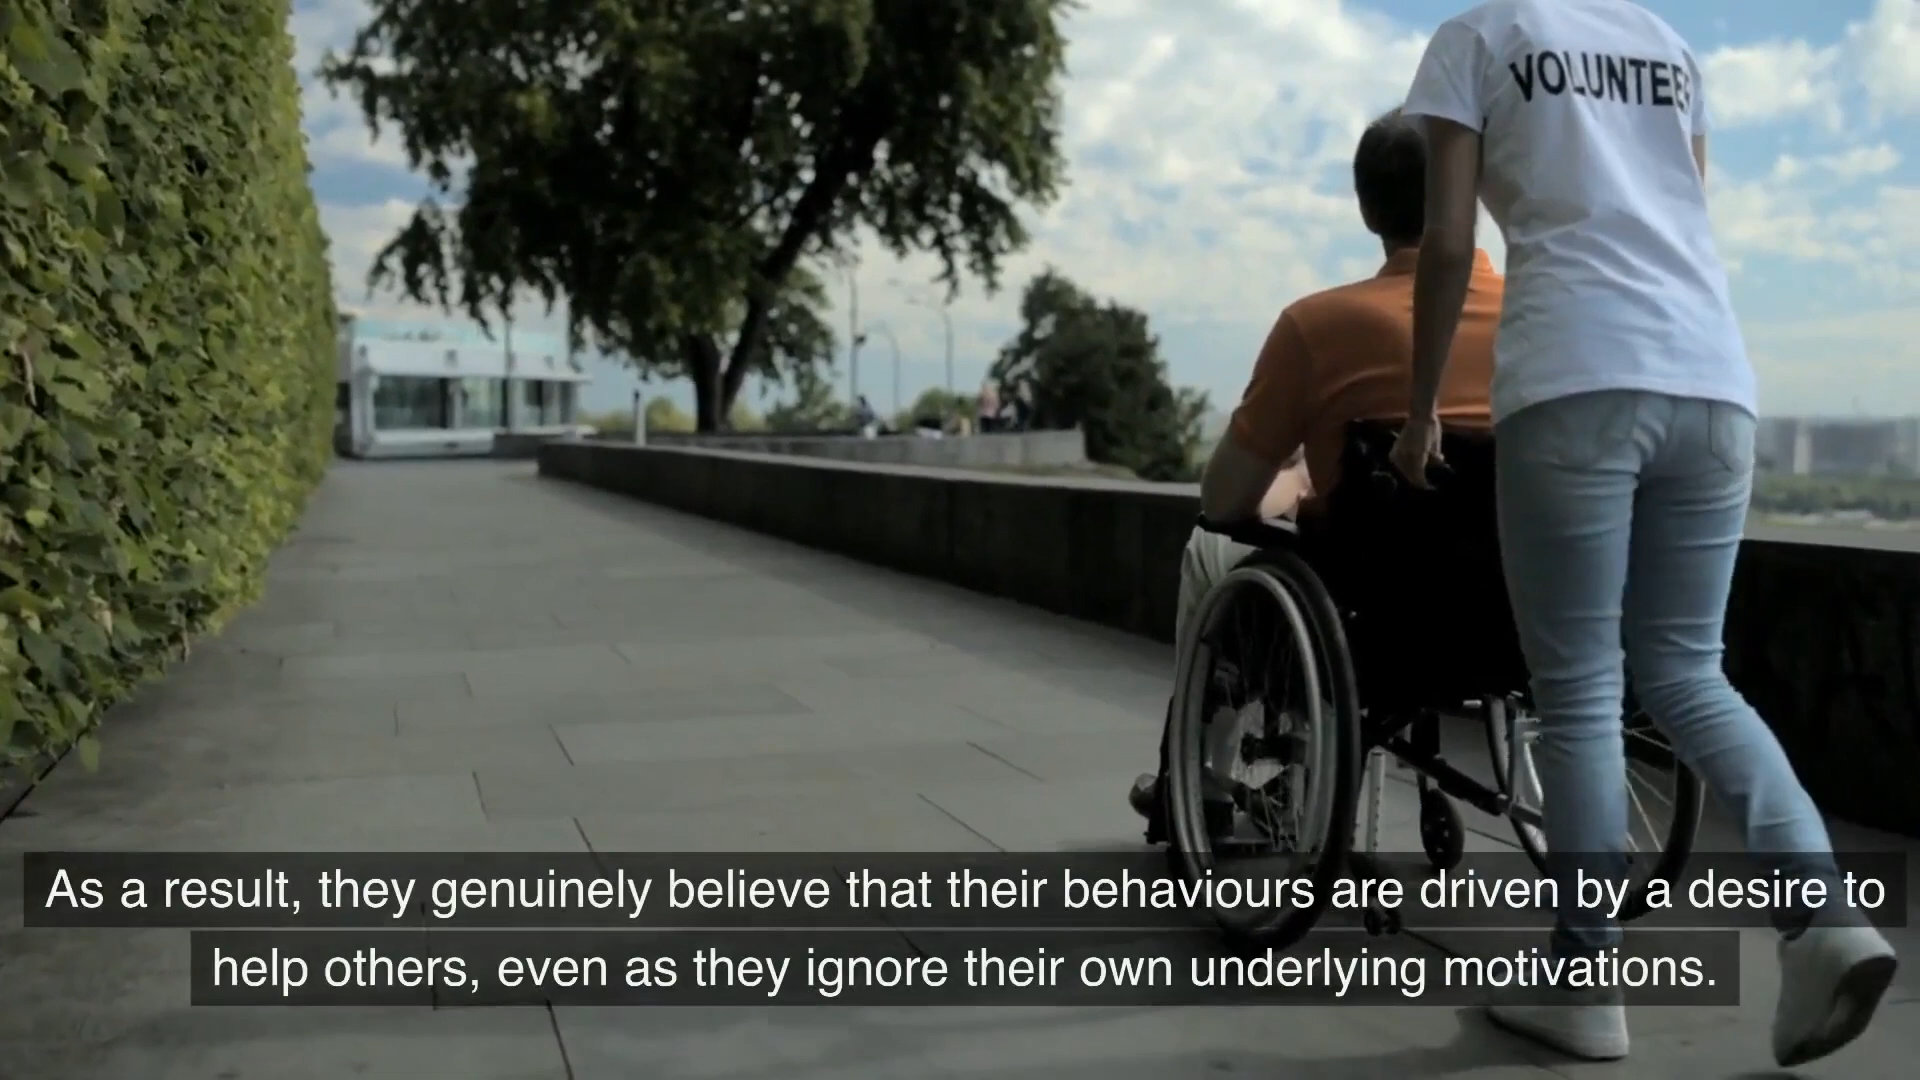 VOLUNTEER
As a result, they genuinely believe that their behaviours are driven by a desire to
help others, even as they ignore their own underlying motivations.